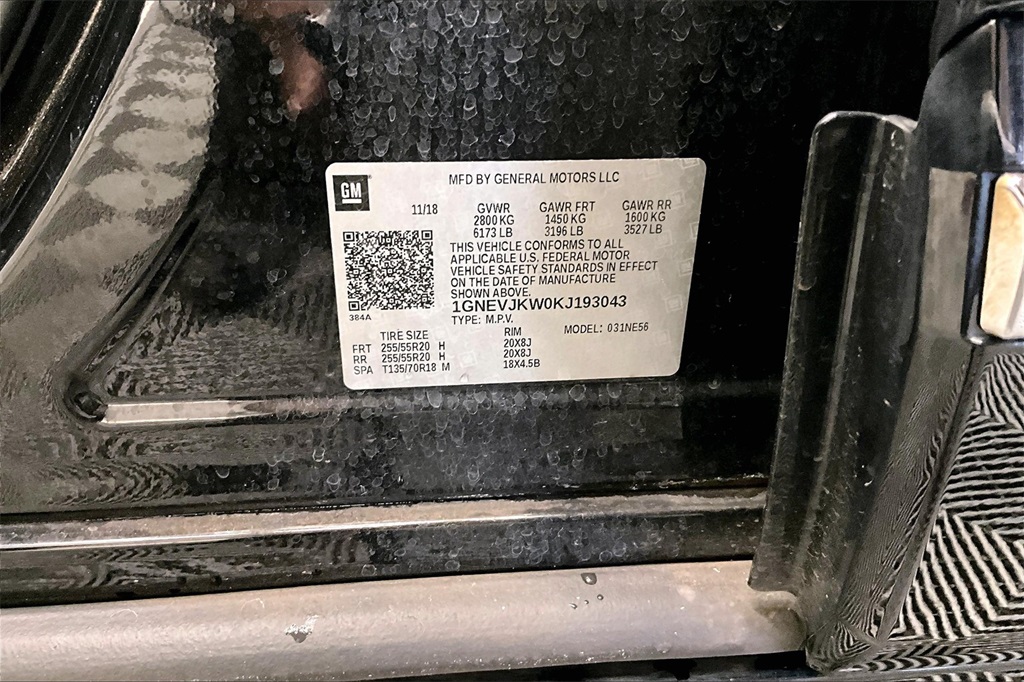 GM
MFD BY GENERAL MOTORS LLC
11/18 GVWR GAWR FRT GAWR RR
2800 KG 1450 KG 1600 KG
6173 LB 3196 LB 3527 LB
THIS VEHICLE CONFORMS TO ALL
APPLICABLE U.S. FEDERAL MOTOR
VEHICLE SAFETY STANDARDS IN EFFECT
ON THE DATE OF MANUFACTURE
SHOWN ABOVE.
384A
1GNEVJKW0KJ193043
TYPE: M.P.V. MODEL: 031NE56
TIRE SIZE RIM
FRT 255/55R20 H 20X8J
RR 255/55R20 H 20X8J
SPA T135/70R18 M 18X4.5B